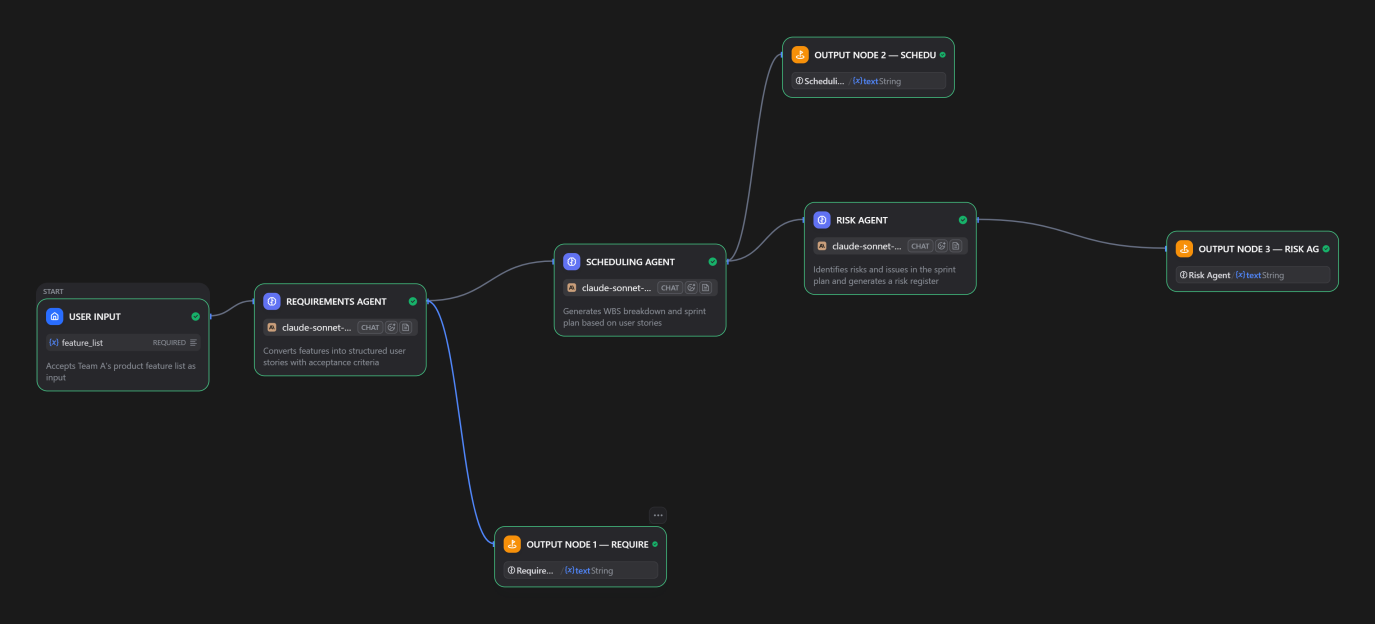 START
USER INPUT
{x} feature_list REQUIRED
Accepts Team A's product feature list as
input
REQUIREMENTS AGENT
claude-sonnet-... CHAT
Converts features into structured user
stories with acceptance criteria
SCHEDULING AGENT
claude-sonnet-... CHAT
Generates WBS breakdown and sprint
plan based on user stories
OUTPUT NODE 2 — SCHEDU
Scheduli... / {x} text String
RISK AGENT
claude-sonnet-... CHAT
Identifies risks and issues in the sprint
plan and generates a risk register
OUTPUT NODE 3 — RISK AG
Risk Agent / {x} text String
OUTPUT NODE 1 — REQUIRE
Require... / {x} text String